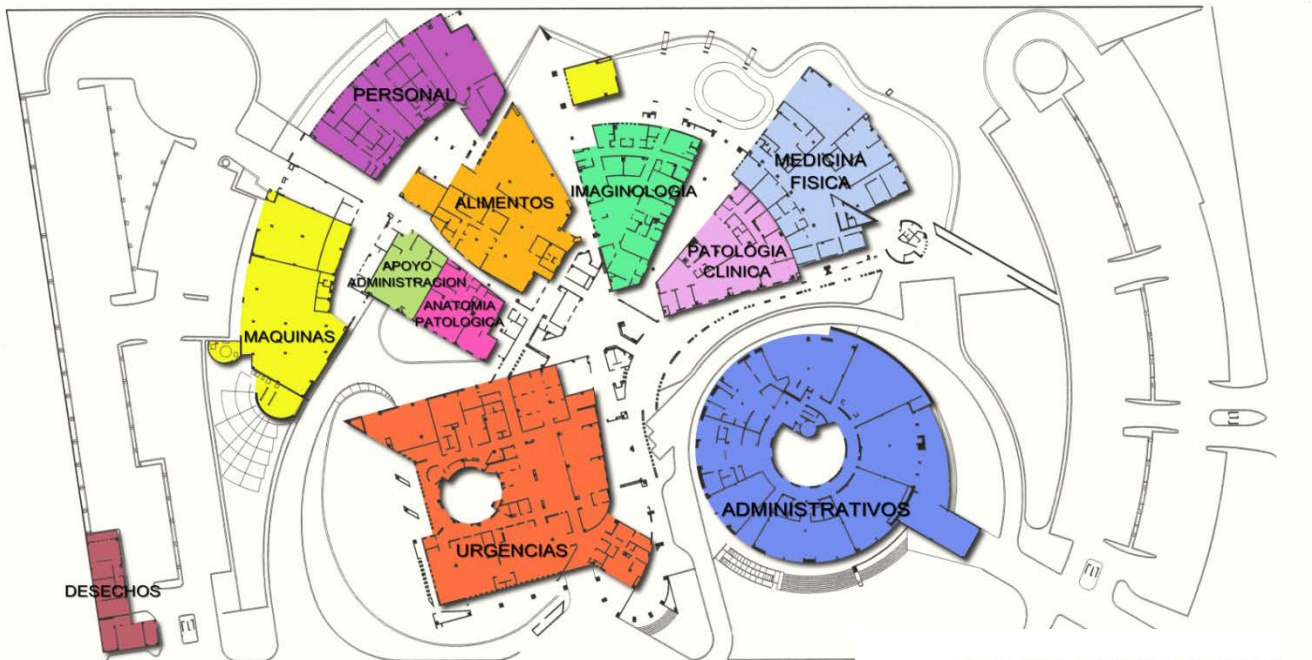 PERSONAL
ALIMENTOS
IMAGINOLOGIA
MEDICINA
FISICA
PATOLOGIA
CLINICA
APOYO
ADMINISTRACION
ANATOMIA
PATOLOGICA
MAQUINAS
URGENCIAS
ADMINISTRATIVOS
DESECHOS